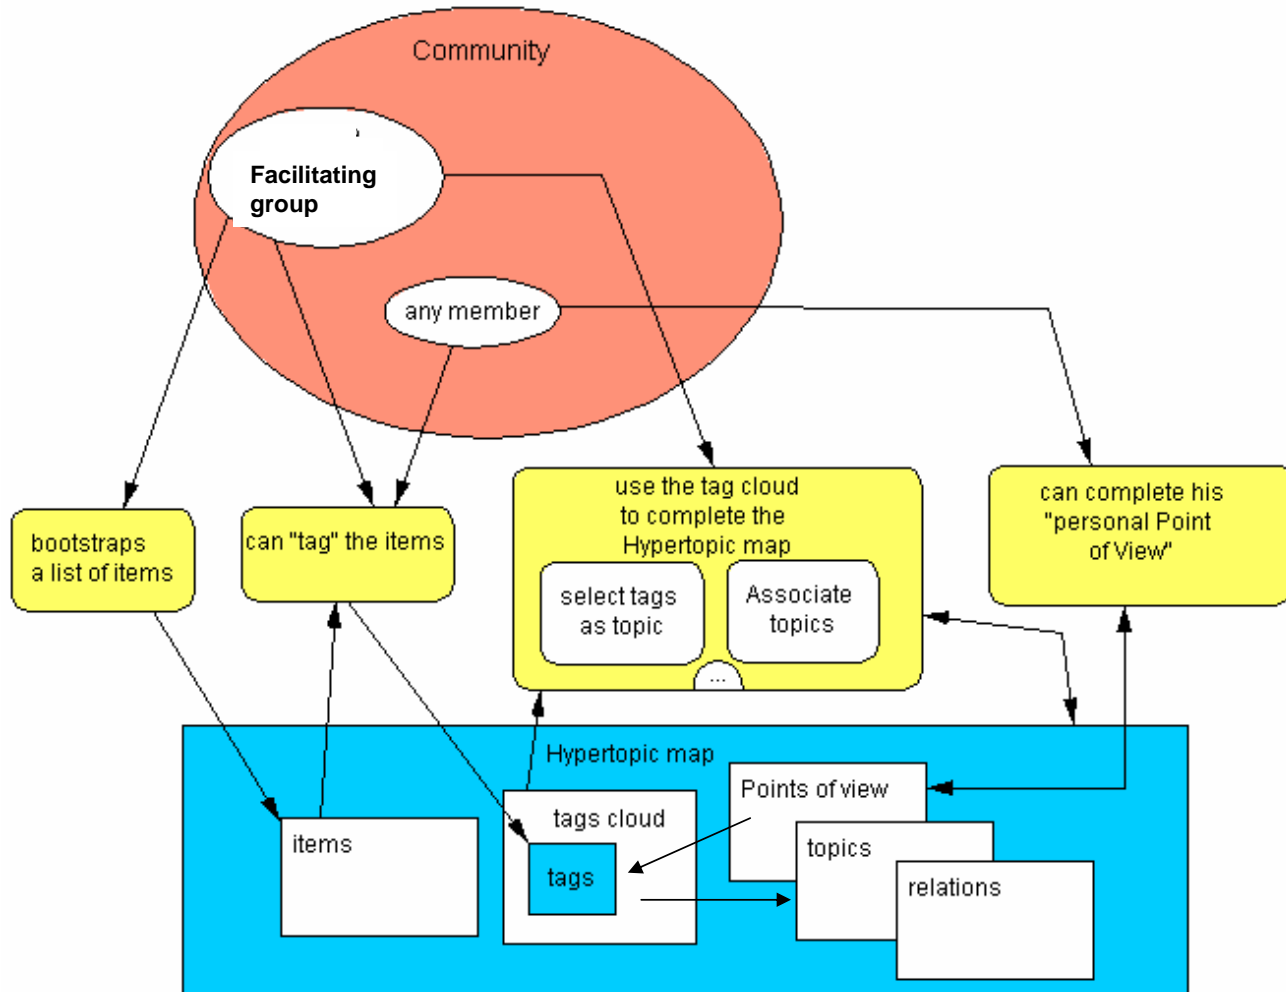 Community
Facilitating
group
any member
bootstraps
a list of items
can "tag" the items
use the tag cloud
to complete the
Hypertopic map
select tags
as topic
Associate
topics
...
can complete his
"personal Point
of View"
Hypertopic map
items
tags cloud
tags
Points of view
topics
relations